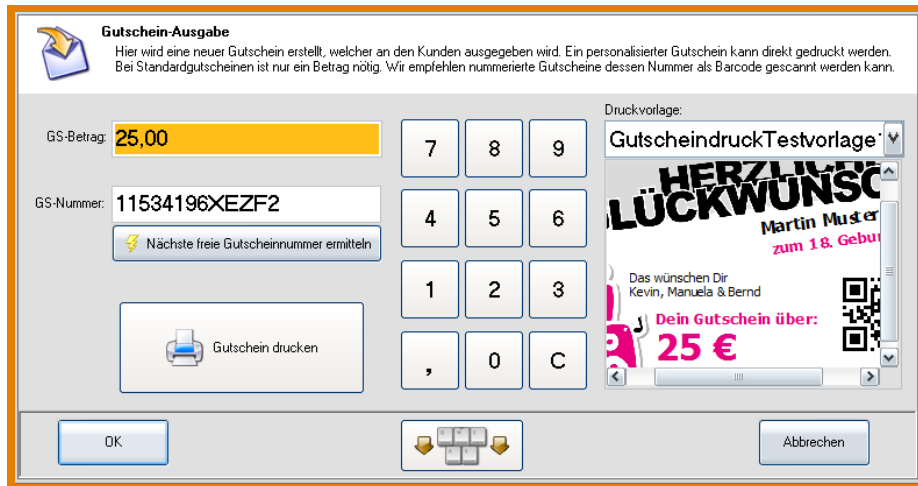 Gutschein-Ausgabe
Hier wird eine neuer Gutschein erstellt, welcher an den Kunden ausgegeben wird. Ein personalisierter Gutschein kann direkt gedruckt werden.
Bei Standardgutscheinen ist nur ein Betrag nötig. Wir empfehlen nummerierte Gutscheine dessen Nummer als Barcode gescannt werden kann.
GS-Betrag: 25,00
GS-Nummer: 11534196XEZF2
Nächste freie Gutscheinnummer ermitteln
Gutschein drucken
7 8 9
4 5 6
1 2 3
, 0 C
Druckvorlage:
GutscheindruckTestvorlage
HERZLICHE
LÜCKWUNSC
Martin Muster
zum 18. Gebu
Das wünschen Dir
Kevin, Manuela & Bernd
Dein Gutschein über:
25 €
OK
Abbrechen